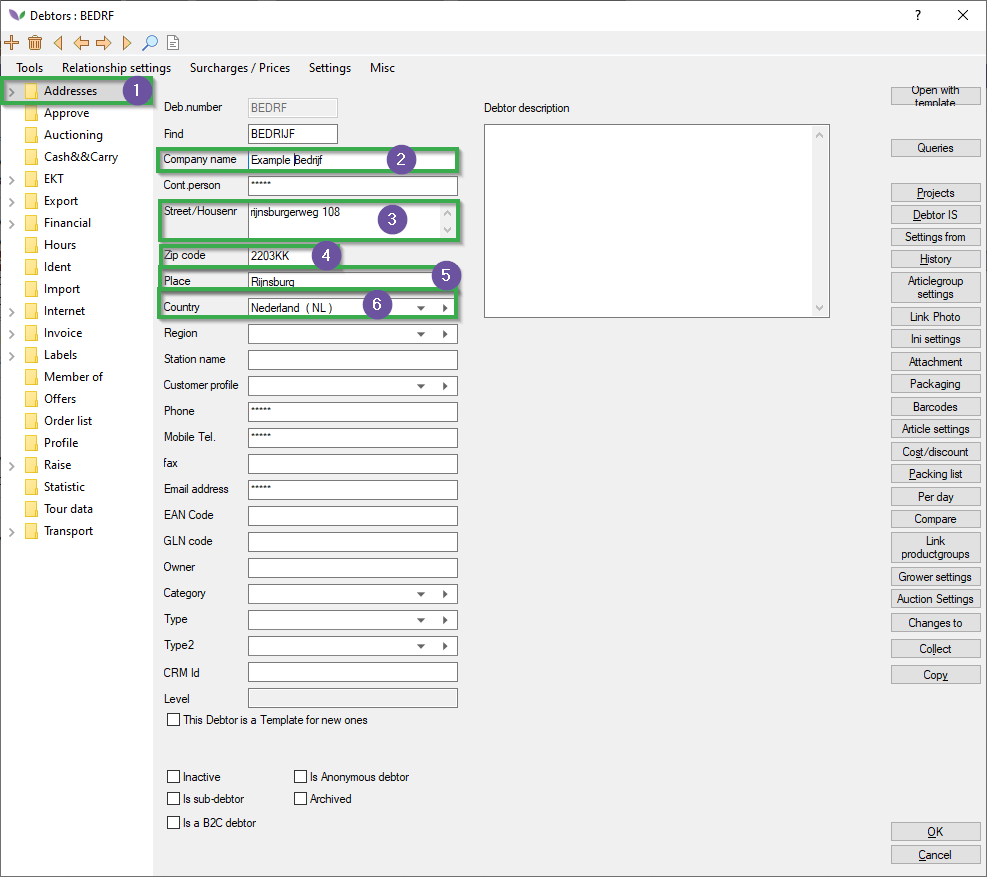 Debtors : BEDRF
?
Tools Relationship settings Surcharges / Prices Settings Misc
Addresses 1
Approve
Auctioning
Cash&&Carry
EKT
Export
Financial
Hours
Ident
Import
Internet
Invoice
Labels
Member of
Offers
Order list
Profile
Raise
Statistic
Tour data
Transport
Deb.number BEDRF
Find BEDRIJF
Company name Example Bedrijf 2
Cont.person *****
Street/Housenr rijnsburgerweg 108 3
Zip code 2203KK 4
Place Rijnsburg 5
Country Nederland ( NL ) 6
Region
Station name
Customer profile
Phone *****
Mobile Tel. *****
fax
Email address *****
EAN Code
GLN code
Owner
Category
Type
Type2
CRM Id
Level
This Debtor is a Template for new ones
Inactive Is Anonymous debtor
Is sub-debtor Archived
Is a B2C debtor
Debtor description
Open with
template
Queries
Projects
Debtor IS
Settings from
History
Articlegroup
settings
Link Photo
Ini settings
Attachment
Packaging
Barcodes
Article settings
Cost/discount
Packing list
Per day
Compare
Link
productgroups
Grower settings
Auction Settings
Changes to
Collect
Copy
OK
Cancel